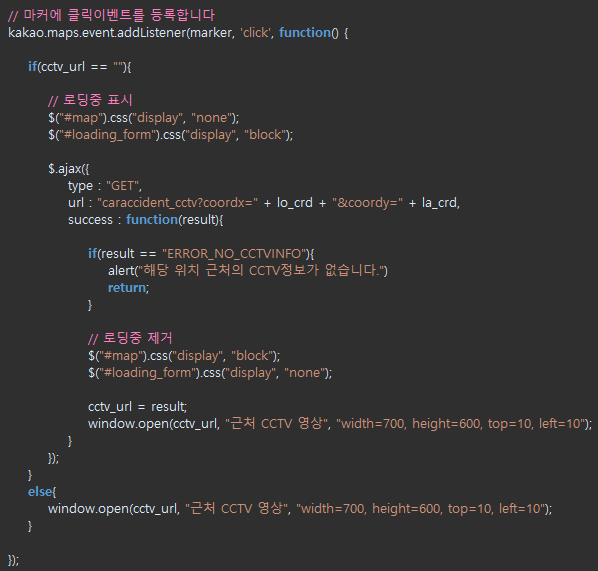 // 마커에 클릭이벤트를 등록합니다
kakao.maps.event.addListener(marker, 'click', function() {
if(cctv_url == ""){
// 로딩중 표시
$("#map").css("display", "none");
$("#loading_form").css("display", "block");
$.ajax({
type : "GET",
url : "caraccident_cctv?coordx=" + lo_crd + "&coordy=" + la_crd,
success : function(result){
if(result == "ERROR_NO_CCTVINFO"){
alert("해당 위치 근처의 CCTV정보가 없습니다.")
return;
}
// 로딩중 제거
$("#map").css("display", "block");
$("#loading_form").css("display", "none");
cctv_url = result;
window.open(cctv_url, "근처 CCTV 영상", "width=700, height=600, top=10, left=10");
}
});
}
else{
window.open(cctv_url, "근처 CCTV 영상", "width=700, height=600, top=10, left=10");
}
});